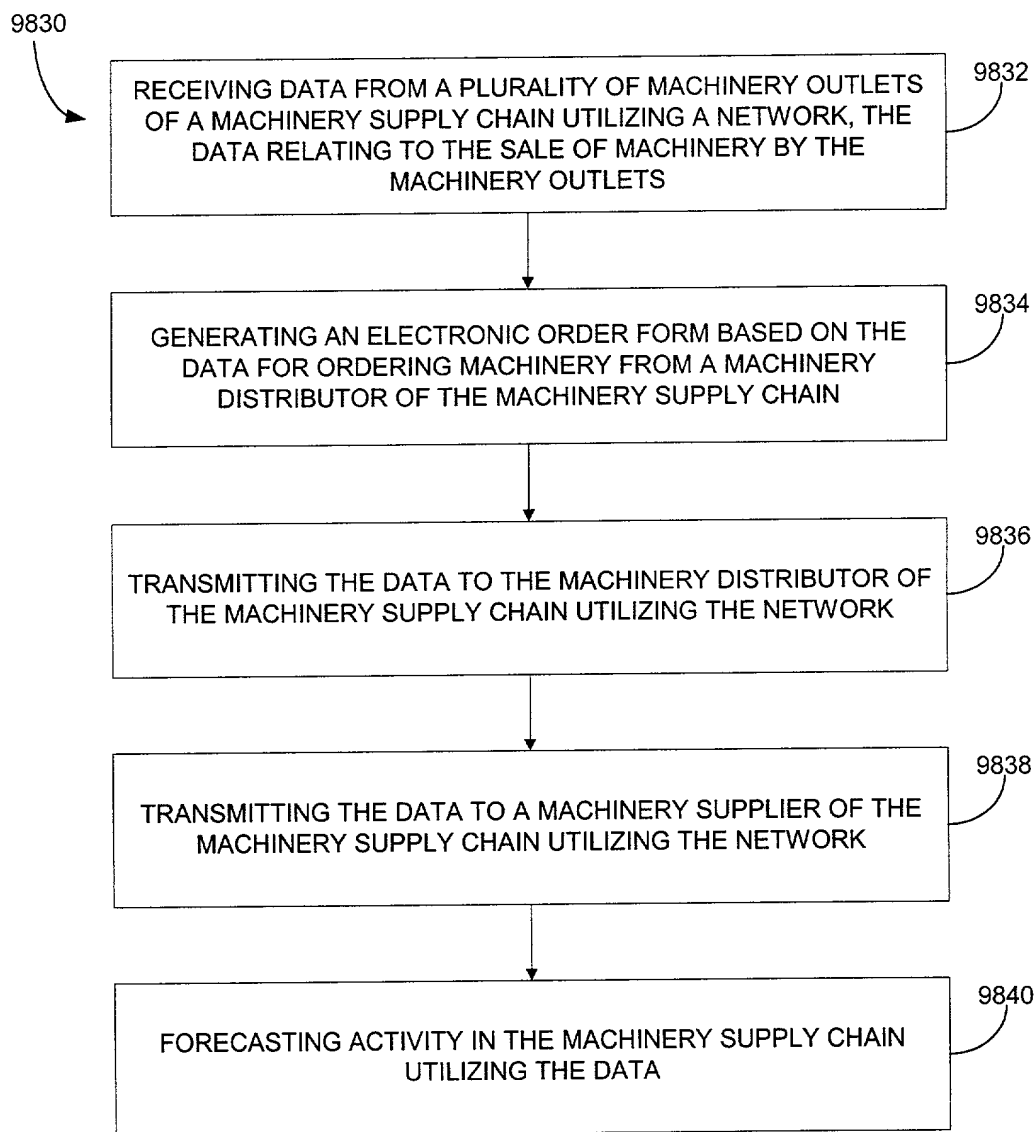 9830
RECEIVING DATA FROM A PLURALITY OF MACHINERY OUTLETS
OF A MACHINERY SUPPLY CHAIN UTILIZING A NETWORK, THE
DATA RELATING TO THE SALE OF MACHINERY BY THE
MACHINERY OUTLETS
9832
GENERATING AN ELECTRONIC ORDER FORM BASED ON THE
DATA FOR ORDERING MACHINERY FROM A MACHINERY
DISTRIBUTOR OF THE MACHINERY SUPPLY CHAIN
9834
TRANSMITTING THE DATA TO THE MACHINERY DISTRIBUTOR OF
THE MACHINERY SUPPLY CHAIN UTILIZING THE NETWORK
9836
TRANSMITTING THE DATA TO A MACHINERY SUPPLIER OF THE
MACHINERY SUPPLY CHAIN UTILIZING THE NETWORK
9838
FORECASTING ACTIVITY IN THE MACHINERY SUPPLY CHAIN
UTILIZING THE DATA
9840